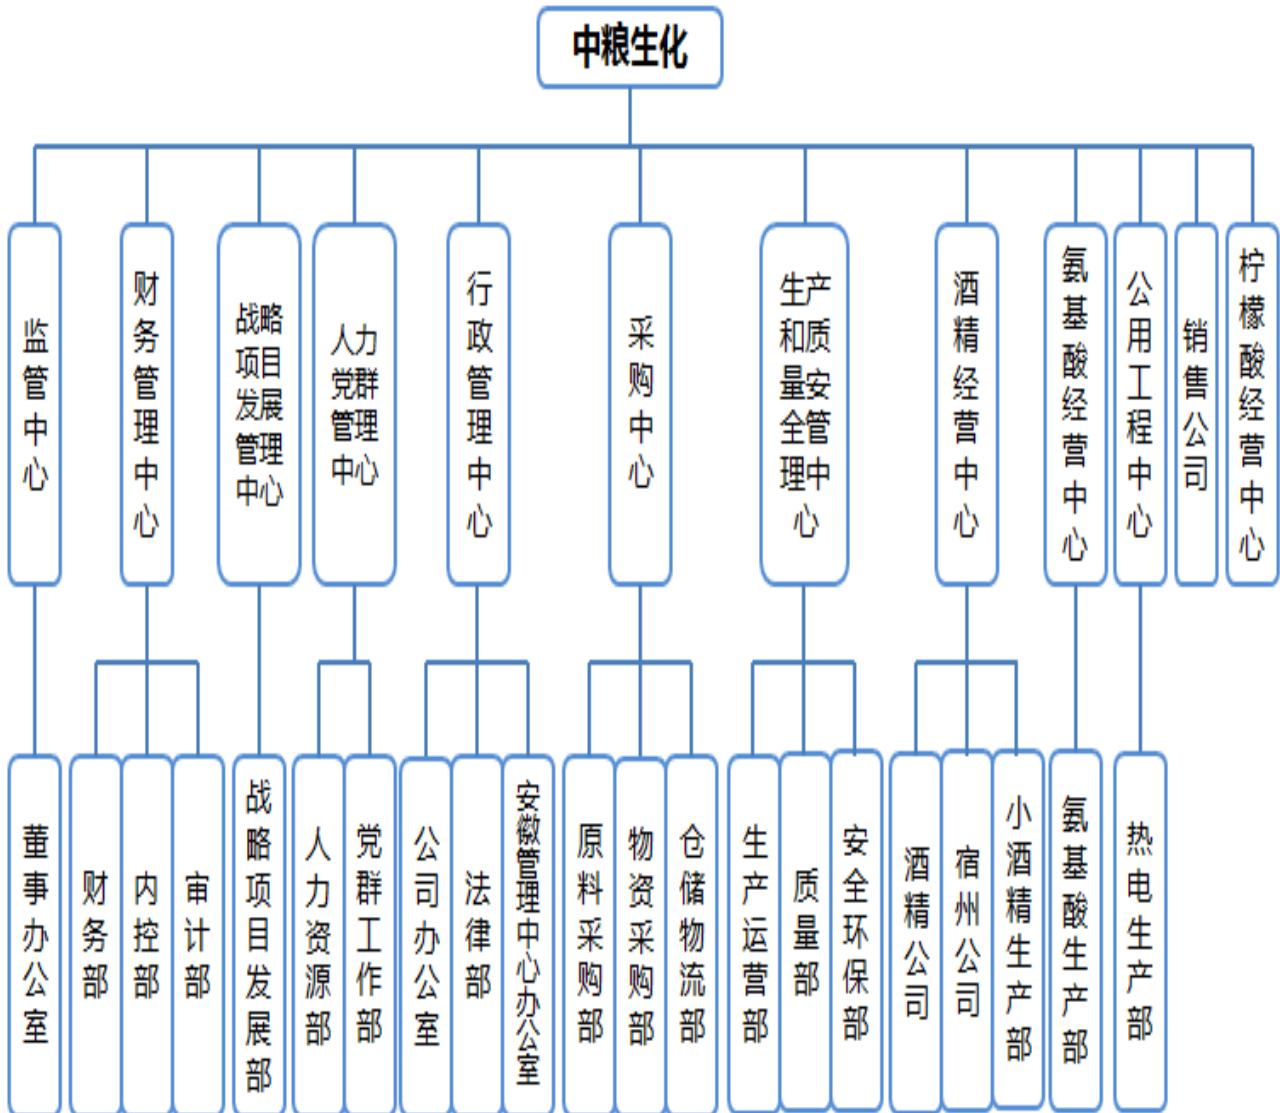 中粮生化
监管中心
财务管理中心
战略项目发展管理中心
人力党群管理中心
行政管理中心
采购中心
生产和质量安全管理中心
酒精经营中心
氨基酸经营中心
公用工程中心
销售公司
柠檬酸经营中心
董事办公室
财务部
内控部
审计部
战略项目发展部
人力资源部
党群工作部
公司办公室
法律部
安徽管理中心办公室
原料采购部
物资采购部
仓储物流部
生产运营部
质量部
安全环保部
酒精公司
宿州公司
小酒精生产部
氨基酸生产部
热电生产部